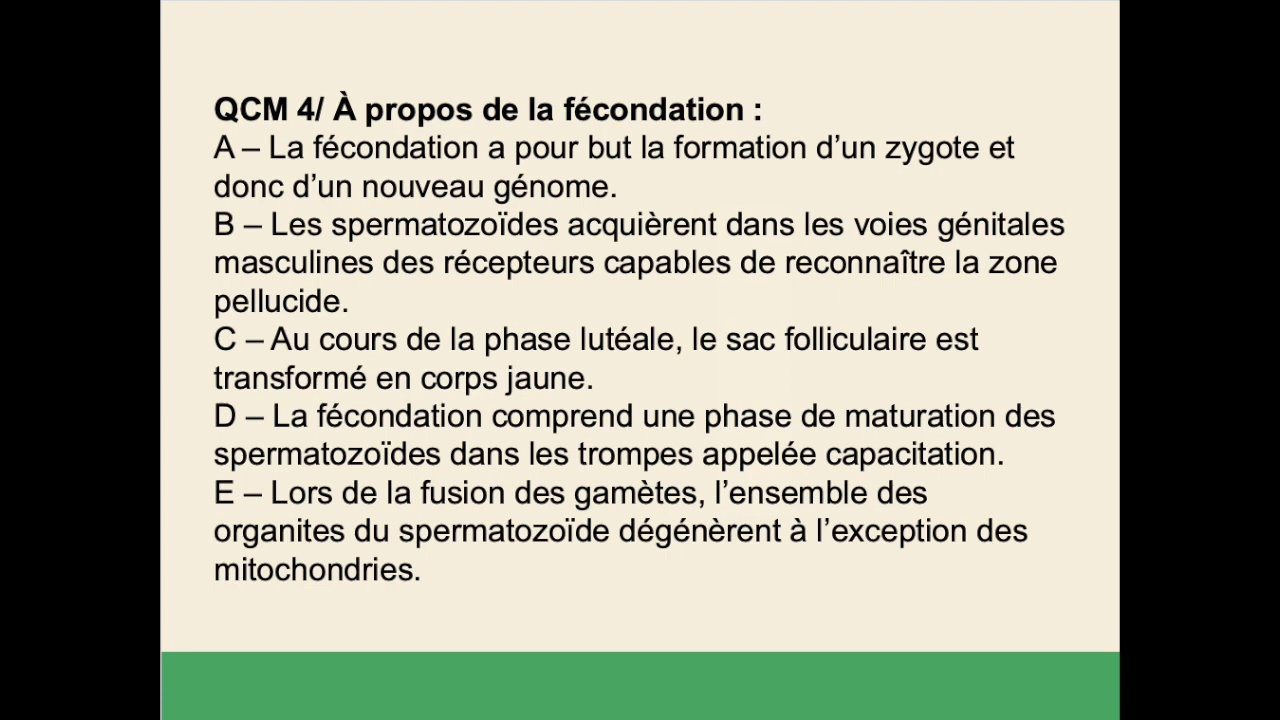 QCM 4/ À propos de la fécondation :
A – La fécondation a pour but la formation d’un zygote et
donc d’un nouveau génome.
B – Les spermatozoïdes acquièrent dans les voies génitales
masculines des récepteurs capables de reconnaître la zone
pellucide.
C – Au cours de la phase lutéale, le sac folliculaire est
transformé en corps jaune.
D – La fécondation comprend une phase de maturation des
spermatozoïdes dans les trompes appelée capacitation.
E – Lors de la fusion des gamètes, l’ensemble des
organites du spermatozoïde dégénèrent à l’exception des
mitochondries.